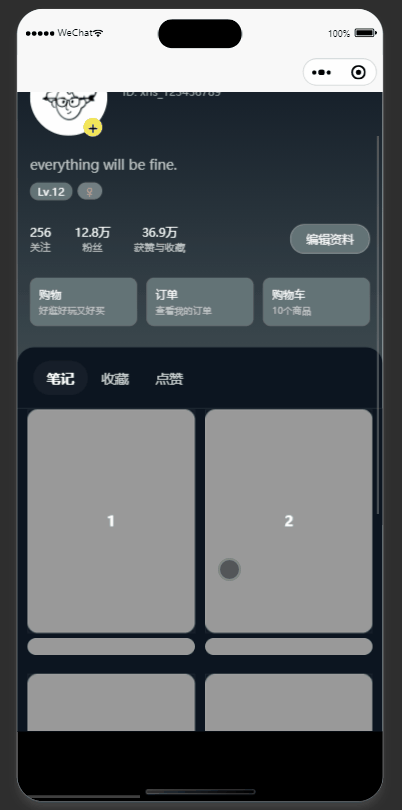 WeChat
100%
ID: xhs_123456789
everything will be fine.
Lv.12 ♀
256 12.8万 36.9万
关注 粉丝 获赞与收藏
编辑资料
购物 订单 购物车
好逛好玩又好买 查看我的订单 10个商品
笔记 收藏 点赞
1 2